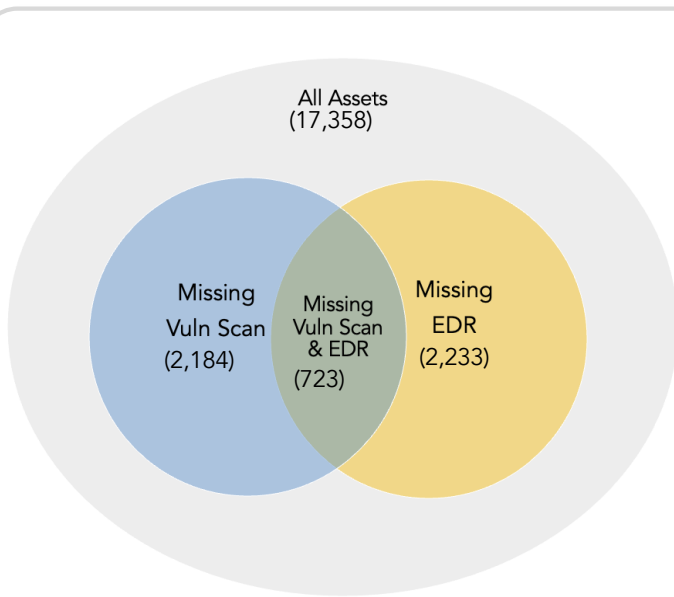 All Assets
(17,358)
Missing
Vuln Scan
(2,184)
Missing
Vuln Scan
& EDR
(723)
Missing
EDR
(2,233)